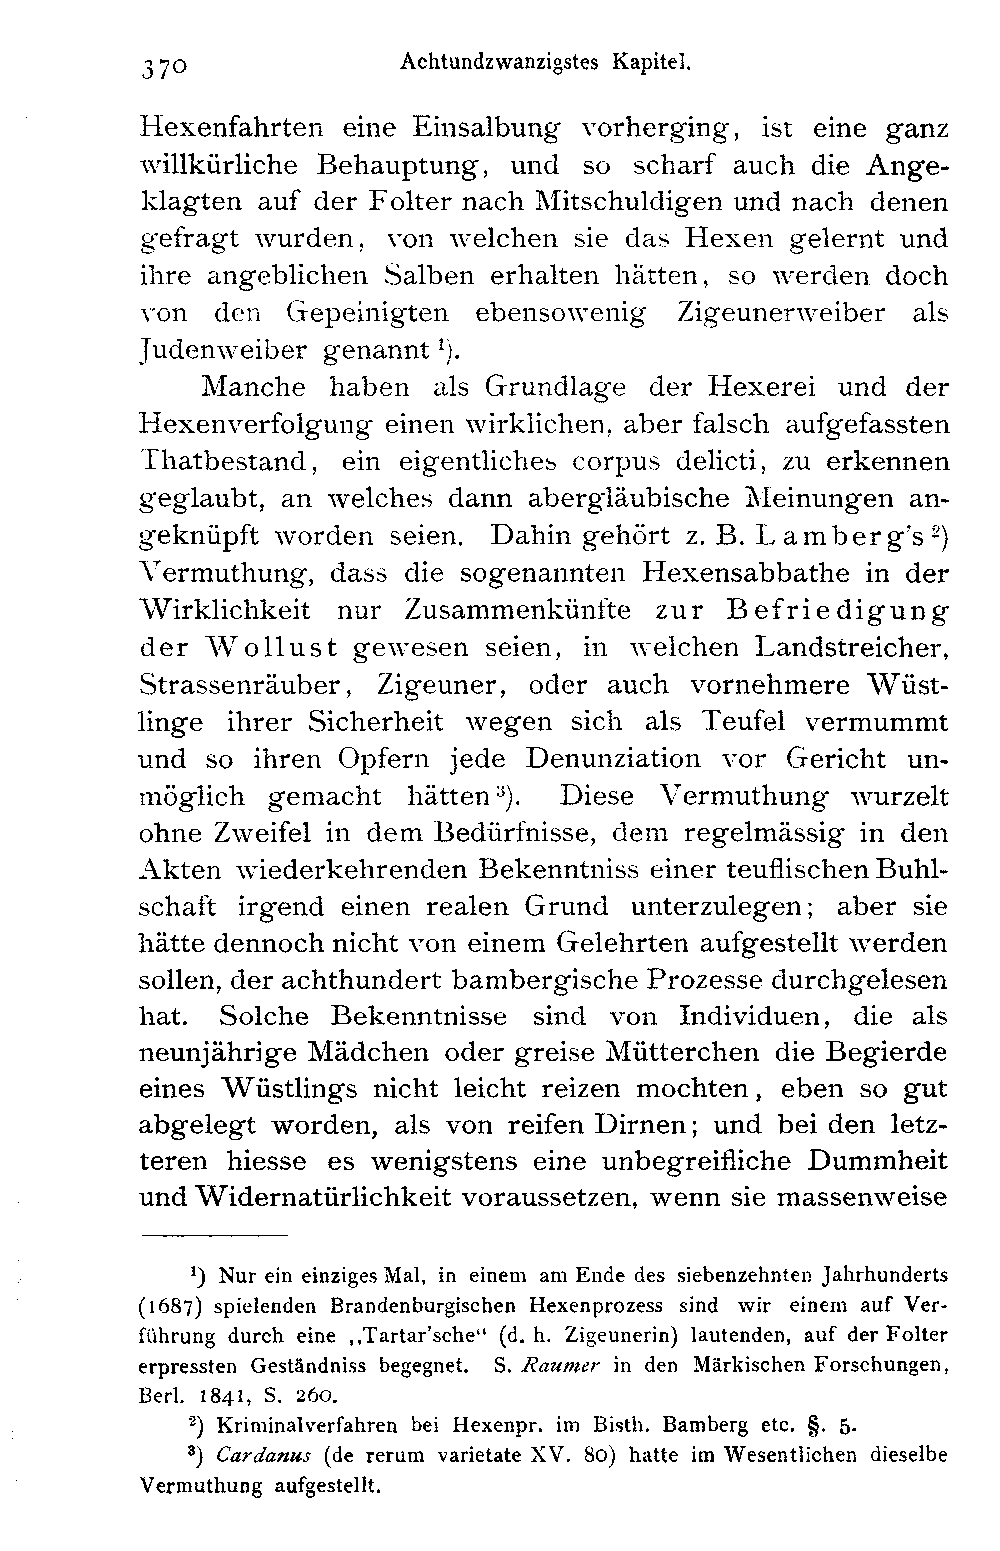 370 Achtundzwanzigstes Kapitel.
Hexenfahrten eine Einsalbung vorherging, ist eine ganz
willkürliche Behauptung, und so scharf auch die Ange-
klagten auf der Folter nach Mitschuldigen und nach denen
gefragt wurden, von welchen sie das Hexen gelernt und
ihre angeblichen Salben erhalten hätten, so werden doch
von den Gepeinigten ebensowenig Zigeunerweiber als
Judenweiber genannt ¹).
Manche haben als Grundlage der Hexerei und der
Hexenverfolgung einen wirklichen, aber falsch aufgefassten
Thatbestand, ein eigentliches corpus delicti, zu erkennen
geglaubt, an welches dann abergläubische Meinungen an-
geknüpft worden seien. Dahin gehört z. B. Lamberg's ²)
Vermuthung, dass die sogenannten Hexensabbathe in der
Wirklichkeit nur Zusammenkünfte zur Befriedigung
der Wollust gewesen seien, in welchen Landstreicher,
Strassenräuber, Zigeuner, oder auch vornehmere Wüst-
linge ihrer Sicherheit wegen sich als Teufel vermummt
und so ihren Opfern jede Denunziation vor Gericht un-
möglich gemacht hätten ³). Diese Vermuthung wurzelt
ohne Zweifel in dem Bedürfnisse, dem regelmässig in den
Akten wiederkehrenden Bekenntniss einer teuflischen Buhl-
schaft irgend einen realen Grund unterzulegen; aber sie
hätte dennoch nicht von einem Gelehrten aufgestellt werden
sollen, der achthundert bambergische Prozesse durchgelesen
hat. Solche Bekenntnisse sind von Individuen, die als
neunjährige Mädchen oder greise Mütterchen die Begierde
eines Wüstlings nicht leicht reizen mochten, eben so gut
abgelegt worden, als von reifen Dirnen; und bei den letz-
teren hiesse es wenigstens eine unbegreifliche Dummheit
und Widernatürlichkeit voraussetzen, wenn sie massenweise
¹) Nur ein einziges Mal, in einem am Ende des siebenzehnten Jahrhunderts
(1687) spielenden Brandenburgischen Hexenprozess sind wir einem auf Ver-
führung durch eine ,,Tartar'sche" (d. h. Zigeunerin) lautenden, auf der Folter
erpressten Geständniss begegnet. S. Raumer in den Märkischen Forschungen,
Berl. 1841, S. 260.
²) Kriminalverfahren bei Hexenpr. im Bisth. Bamberg etc. §. 5.
³) Cardanus (de rerum varietate XV. 80) hatte im Wesentlichen dieselbe
Vermuthung aufgestellt.